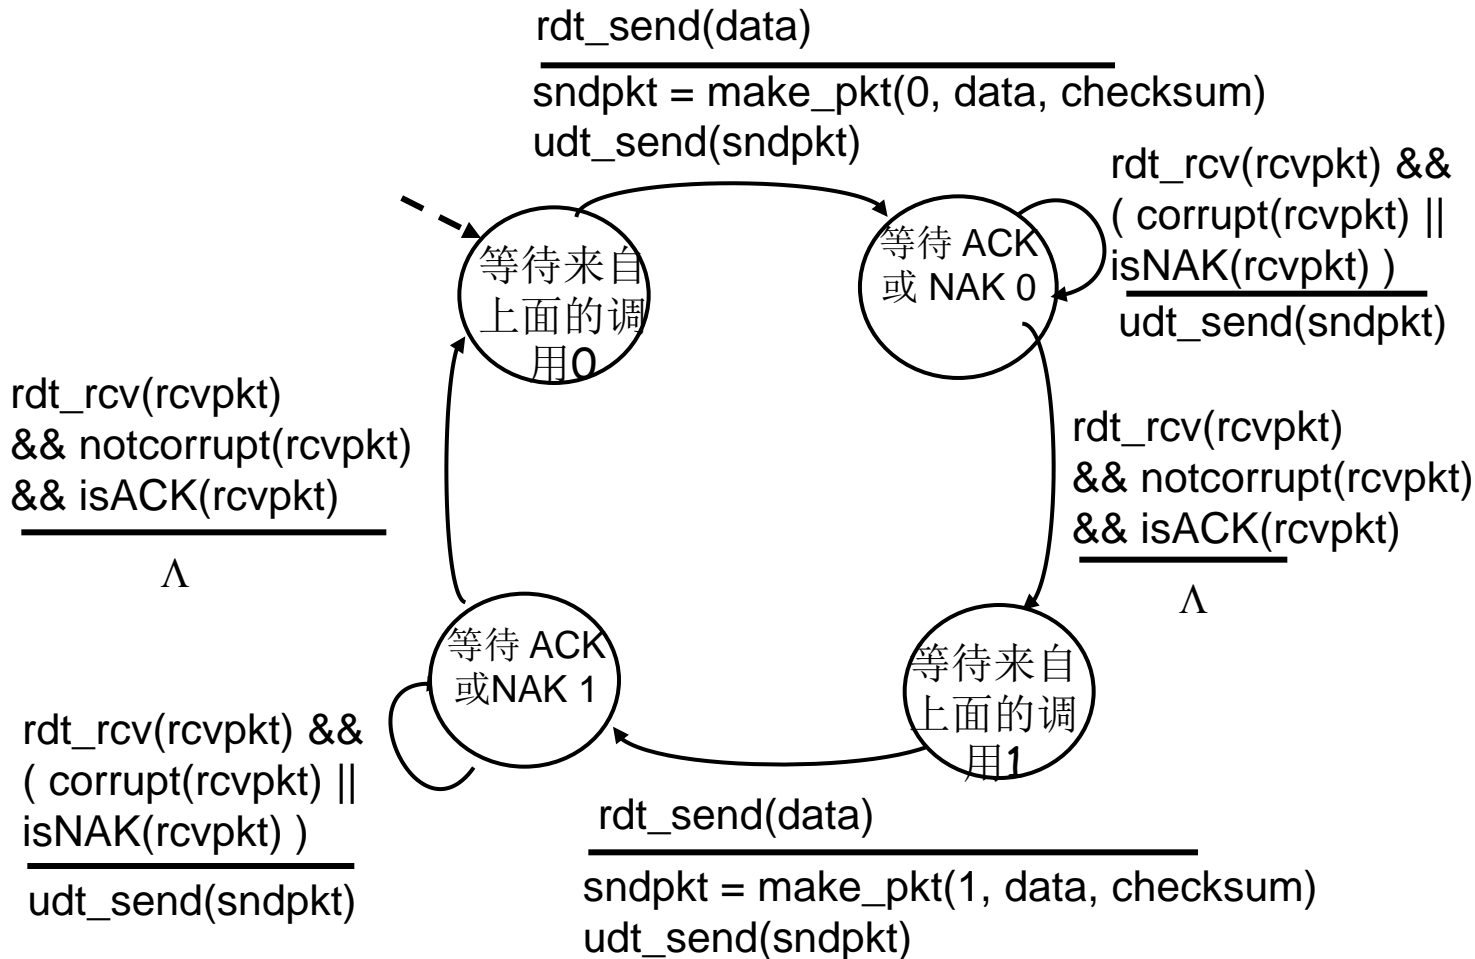 rdt_send(data)
sndpkt = make_pkt(0, data, checksum)
udt_send(sndpkt)
rdt_rcv(rcvpkt) &&
( corrupt(rcvpkt) ||
isNAK(rcvpkt) )
udt_send(sndpkt)
等待来自
上面的调
用0
等待 ACK
或 NAK 0
rdt_rcv(rcvpkt)
&& notcorrupt(rcvpkt)
&& isACK(rcvpkt)
Λ
rdt_rcv(rcvpkt)
&& notcorrupt(rcvpkt)
&& isACK(rcvpkt)
Λ
等待 ACK
或NAK 1
等待来自
上面的调
用1
rdt_rcv(rcvpkt) &&
( corrupt(rcvpkt) ||
isNAK(rcvpkt) )
udt_send(sndpkt)
rdt_send(data)
sndpkt = make_pkt(1, data, checksum)
udt_send(sndpkt)